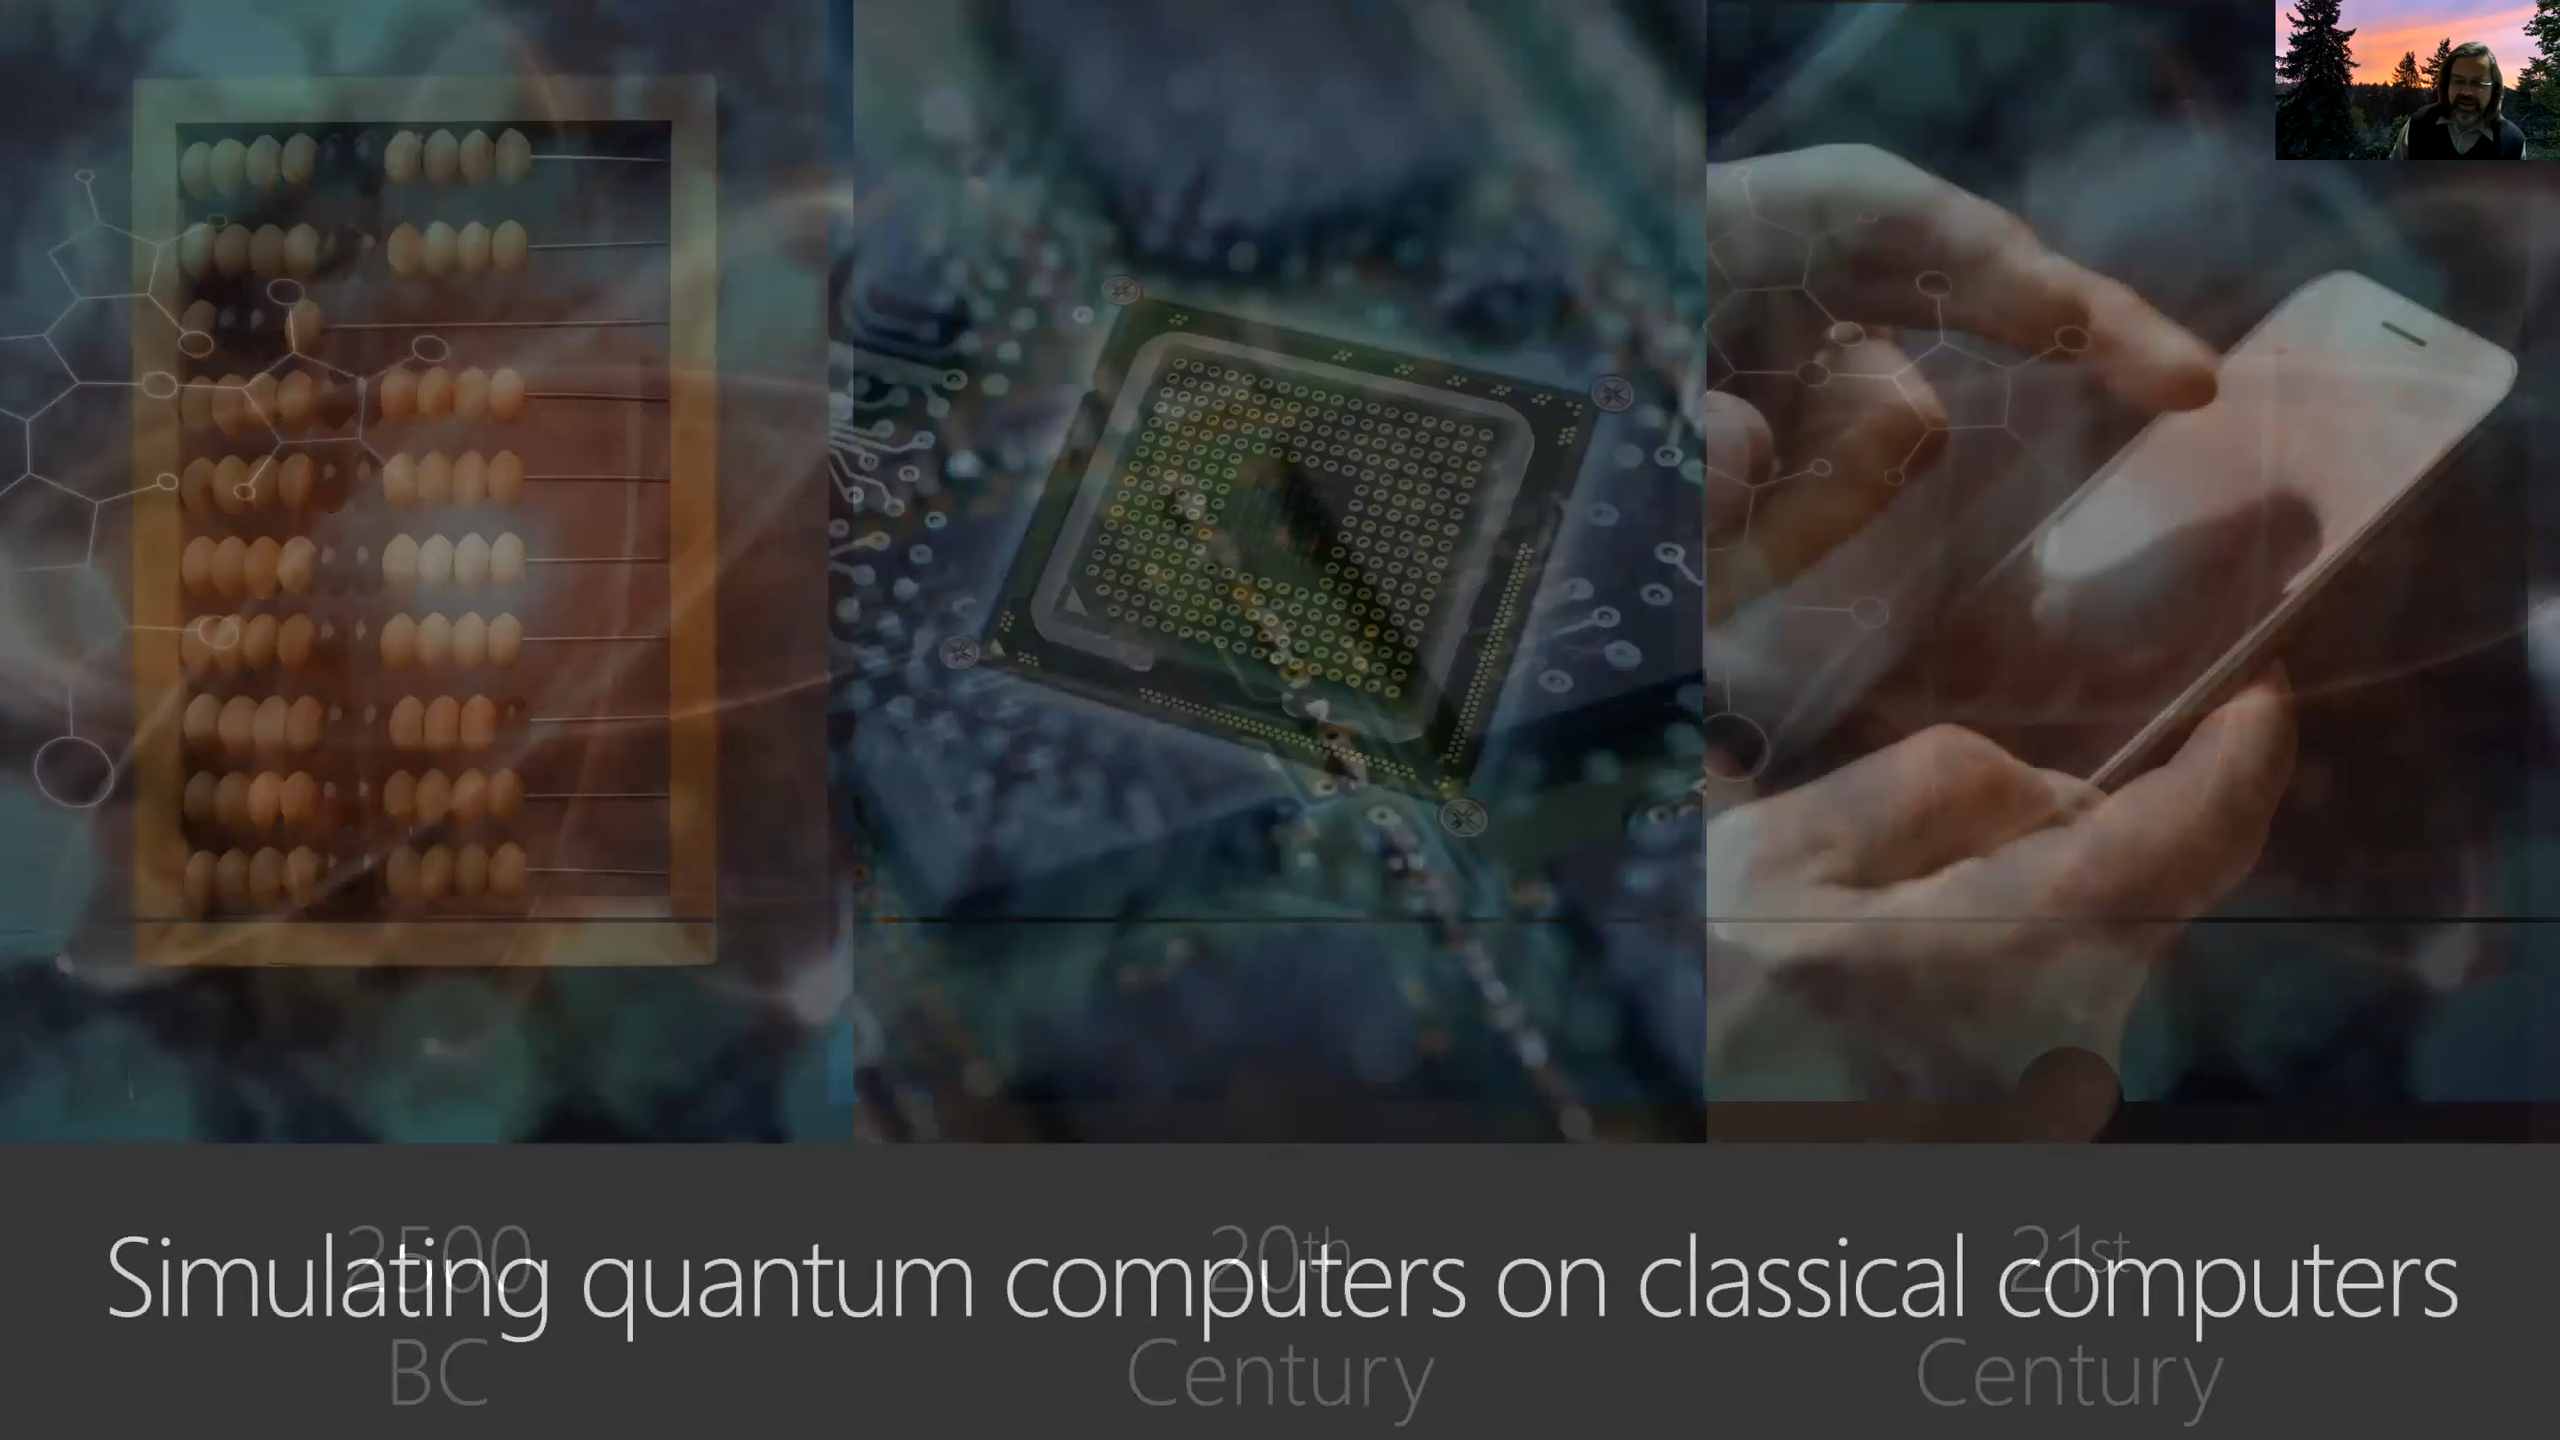 Simulating quantum computers on classical computers
2500
BC
20th
Century
21st
Century